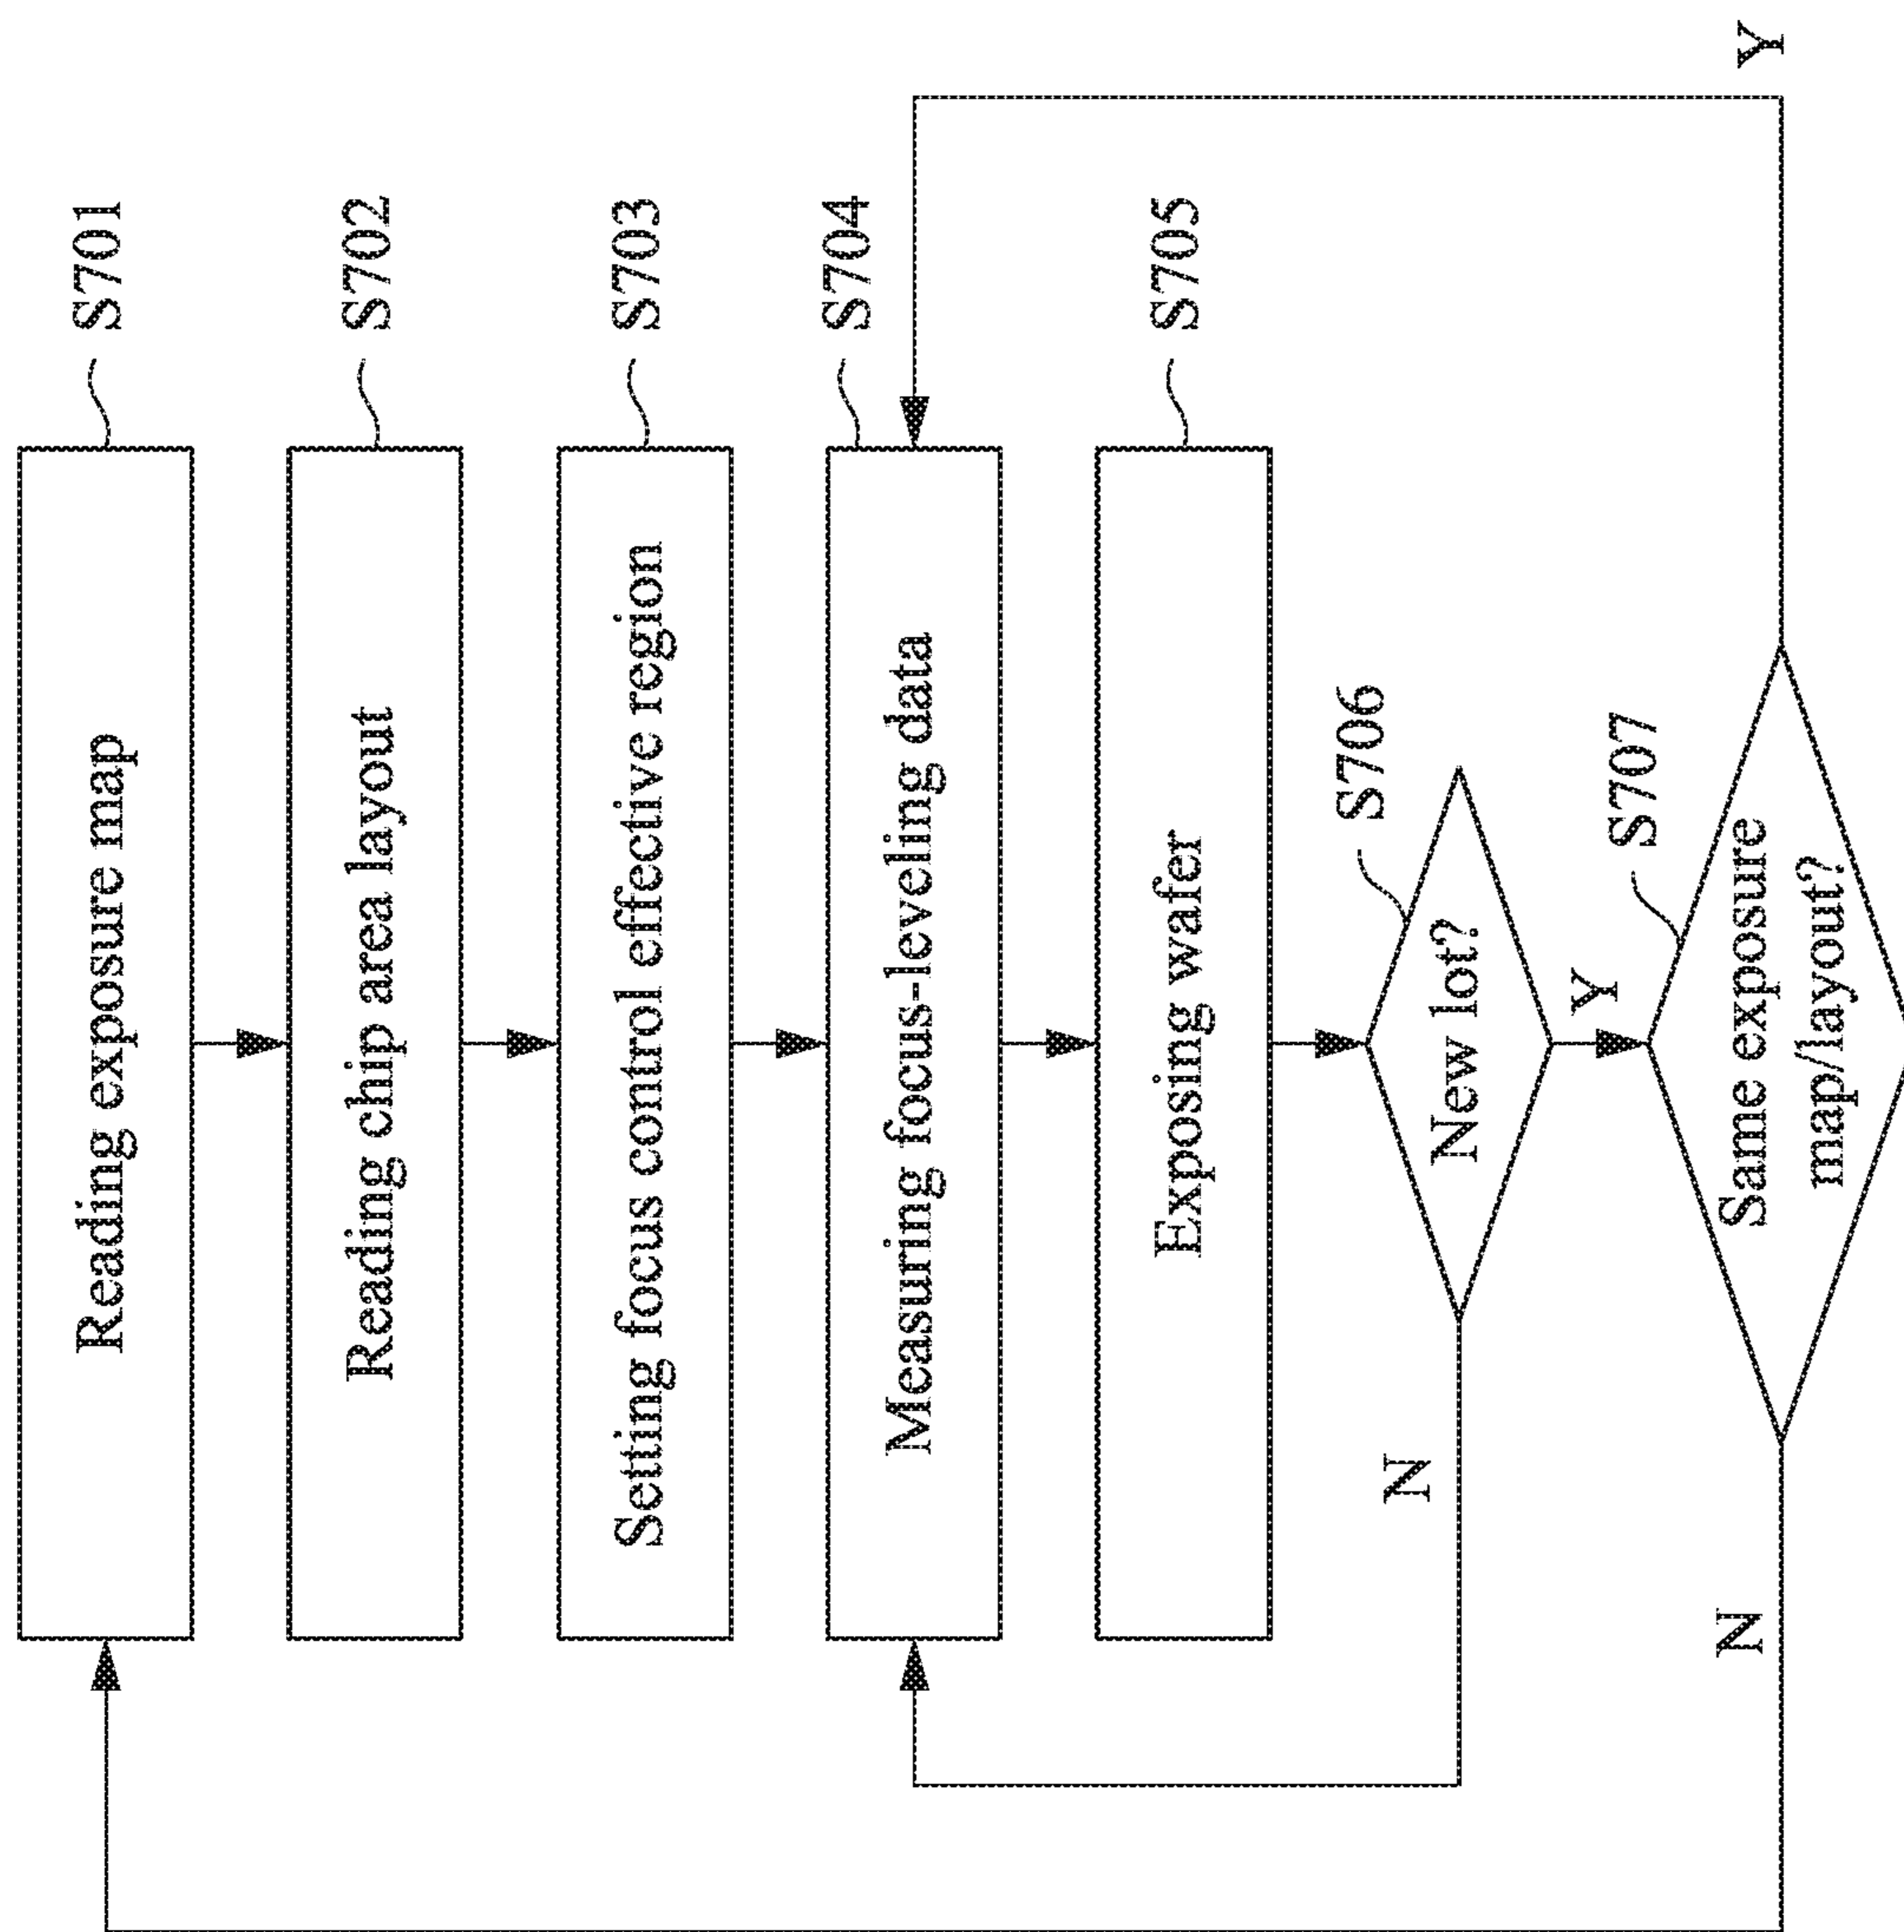 Reading exposure map
S701
Reading chip area layout
S702
Setting focus control effective region
S703
Measuring focus-leveling data
S704
Exposing wafer
S705
New lot?
S706
N
Y
Same exposure
map/layout?
S707
N
Y